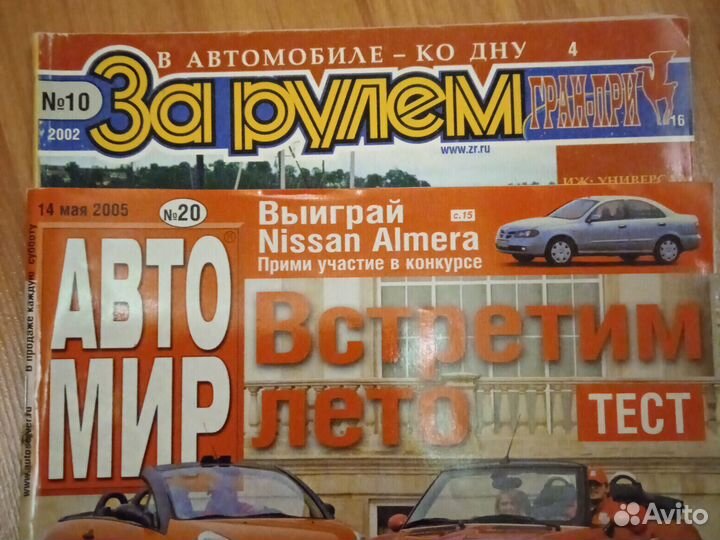 В АВТОМОБИЛЕ – КО ДНУ 4
№10
2002
За рулем
ГРАН-ПРИ
16
www.zr.ru
ИЖ: УНИВЕРСА
14 мая 2005
№20
Выиграй
с.15
Nissan Almera
Прими участие в конкурсе
В продаже каждую субботу
АВТО
МИР
®
Встретим
лето
ТЕСТ
Avito